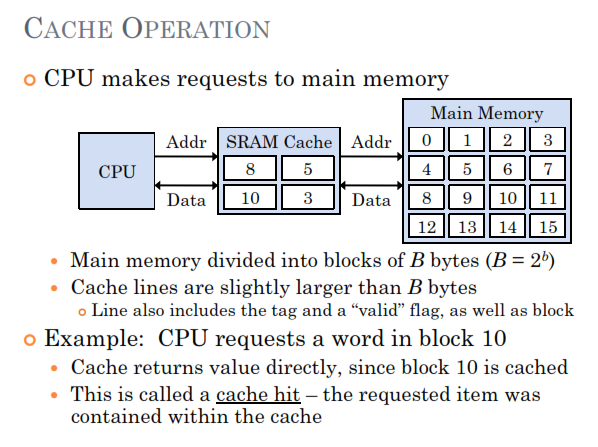 CACHE OPERATION
CPU makes requests to main memory
Main Memory
Addr SRAM Cache Addr 0 1 2 3
CPU 8 5 4 5 6 7
Data 10 3 Data 8 9 10 11
12 13 14 15
Main memory divided into blocks of B bytes (B = 2ᵇ)
Cache lines are slightly larger than B bytes
Line also includes the tag and a “valid” flag, as well as block
Example: CPU requests a word in block 10
Cache returns value directly, since block 10 is cached
This is called a cache hit – the requested item was
contained within the cache